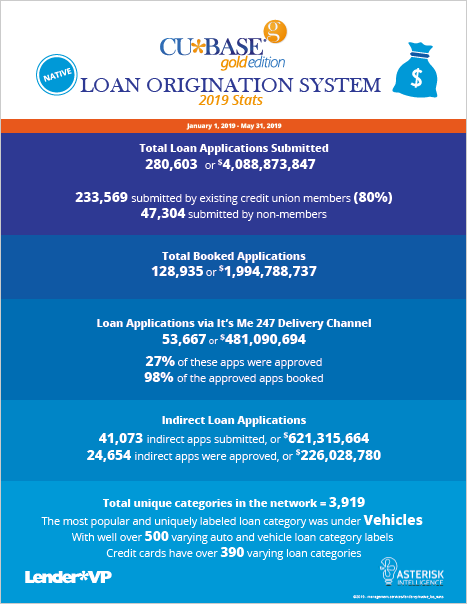 CU*BASE g
gold edition
NATIVE
LOAN ORIGINATION SYSTEM
$
2019 Stats
January 1, 2019 - May 31, 2019
Total Loan Applications Submitted
280,603 or $4,088,873,847
233,569 submitted by existing credit union members (80%)
47,304 submitted by non-members
Total Booked Applications
128,935 or $1,994,788,737
Loan Applications via It’s Me 247 Delivery Channel
53,667 or $481,090,694
27% of these apps were approved
98% of the approved apps booked
Indirect Loan Applications
41,073 indirect apps submitted, or $621,315,664
24,654 indirect apps were approved, or $226,028,780
Total unique categories in the network = 3,919
The most popular and uniquely labeled loan category was under Vehicles
With well over 500 varying auto and vehicle loan category labels
Credit cards have over 390 varying loan categories
Lender*VP
ASTERISK
INTELLIGENCE